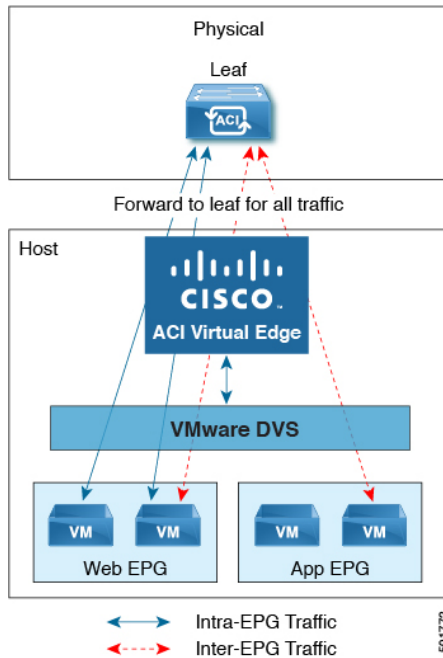 Physical
Leaf
ACI
Forward to leaf for all traffic
Host
CISCO
ACI Virtual Edge
VMware DVS
VM
VM
VM
VM
Web EPG
App EPG
Intra-EPG Traffic
Inter-EPG Traffic